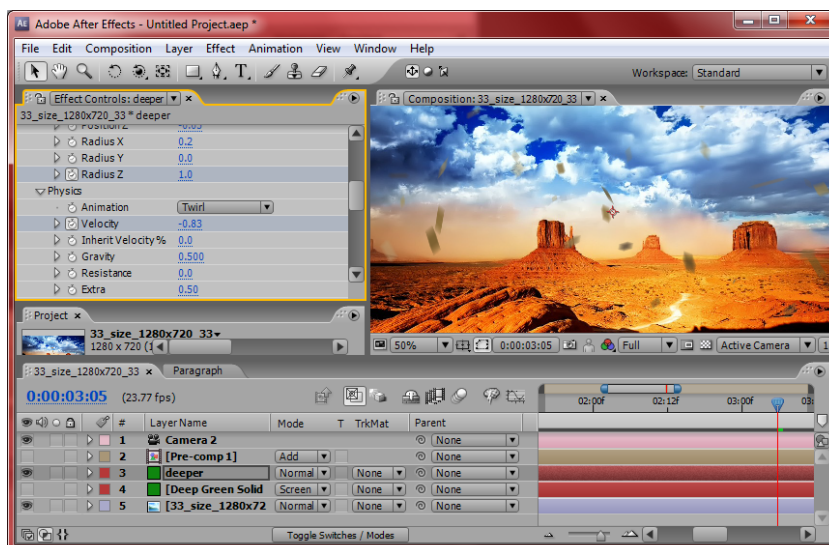 Adobe After Effects - Untitled Project.aep *
File Edit Composition Layer Effect Animation View Window Help
Workspace: Standard
Effect Controls: deeper
Composition: 33_size_1280x720_33
33_size_1280x720_33 * deeper
Position Z -0.03
Radius X 0.2
Radius Y 0.0
Radius Z 1.0
Physics
Animation Twirl
Velocity -0.83
Inherit Velocity % 0.0
Gravity 0.500
Resistance 0.0
Extra 0.50
Project
33_size_1280x720_33
1280 x 720 (1
50% 0:00:03:05 Full Active Camera 1
33_size_1280x720_33 Paragraph
0:00:03:05 (23.77 fps)
02:00f 02:12f 03:00f 03:
# Layer Name Mode T TrkMat Parent
1 Camera 2 None
2 [Pre-comp 1] Add None
3 deeper Normal None None
4 [Deep Green Solid Screen None None
5 [33_size_1280x72 Normal None None
Toggle Switches / Modes